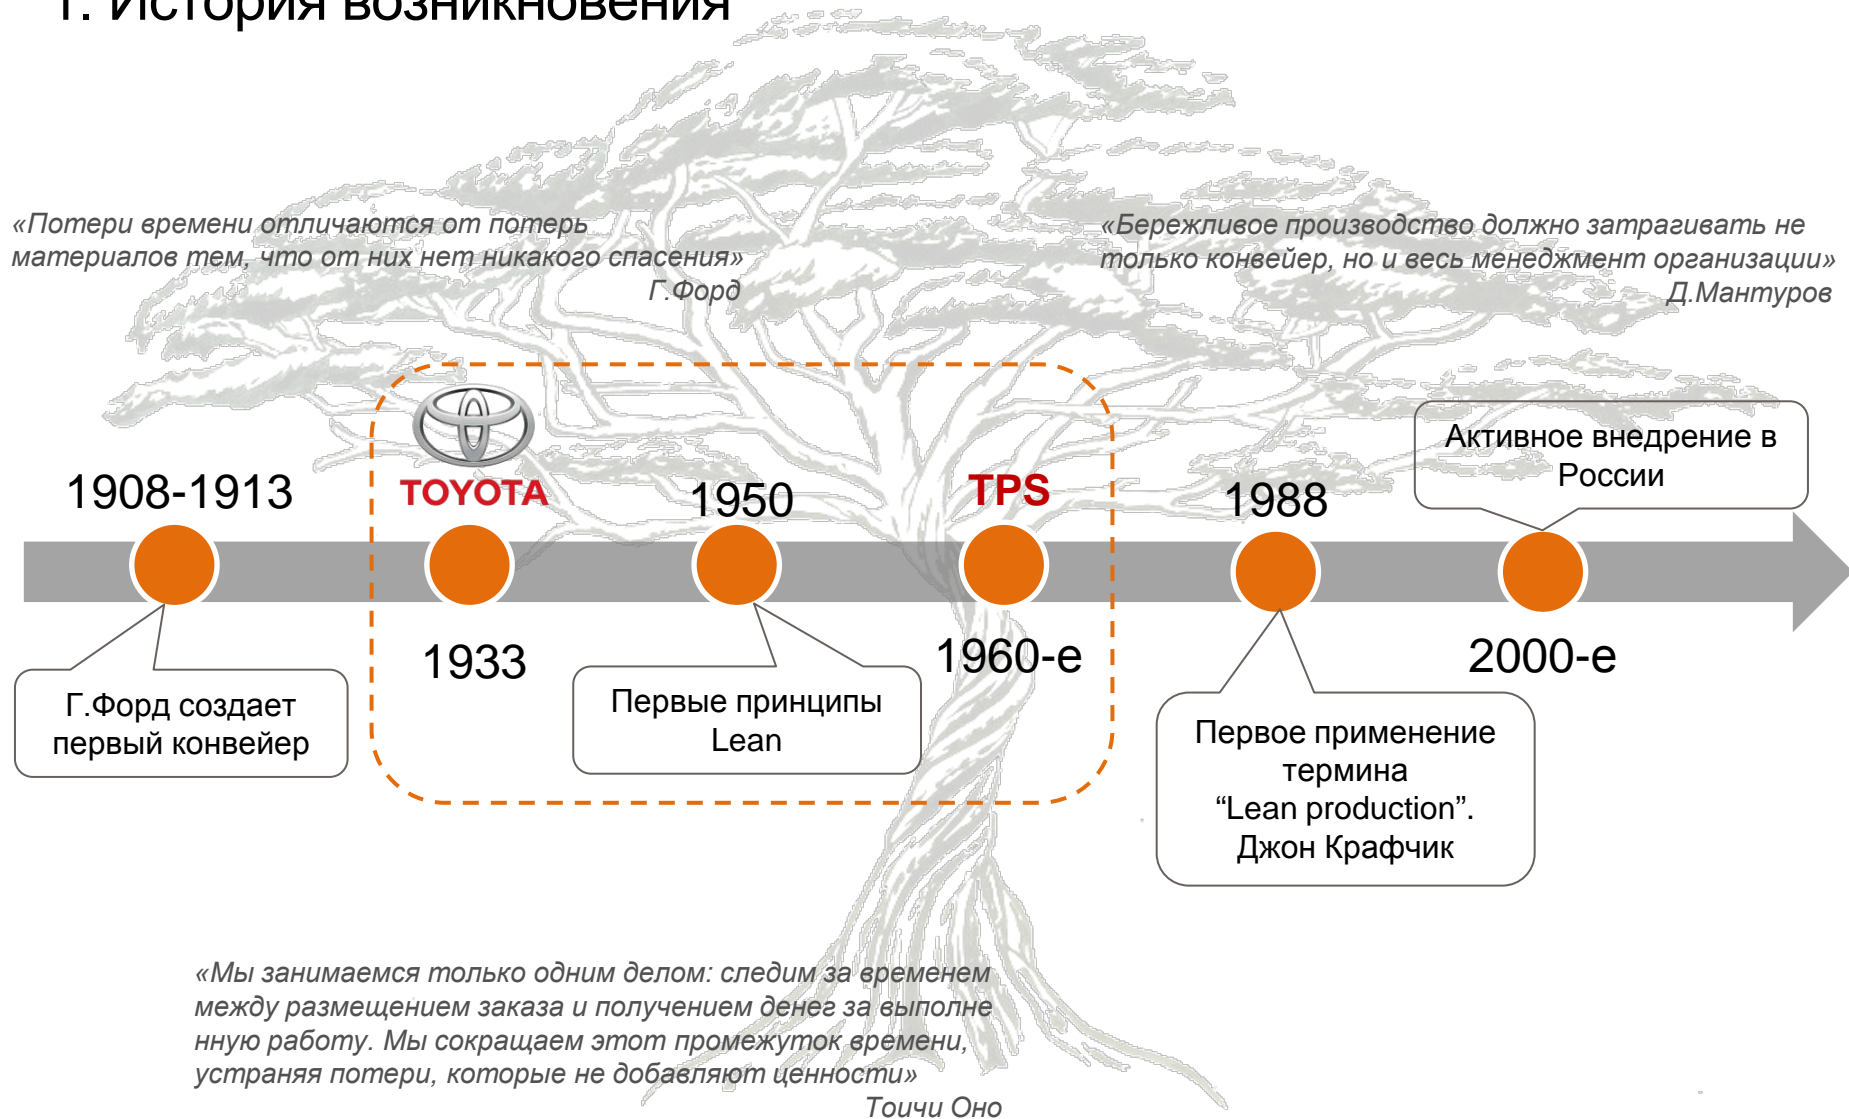 1. История возникновения
«Потери времени отличаются от потерь
материалов тем, что от них нет никакого спасения»
Г.Форд
«Бережливое производство должно затрагивать не
только конвейер, но и весь менеджмент организации»
Д.Мантуров
1908-1913
TOYOTA
1950
TPS
1988
Активное внедрение в
России
Г.Форд создает
первый конвейер
1933
Первые принципы
Lean
1960-е
Первое применение
термина
“Lean production”.
Джон Крафчик
2000-е
«Мы занимаемся только одним делом: следим за временем
между размещением заказа и получением денег за выполне
нную работу. Мы сокращаем этот промежуток времени,
устраняя потери, которые не добавляют ценности»
Тоичи Оно